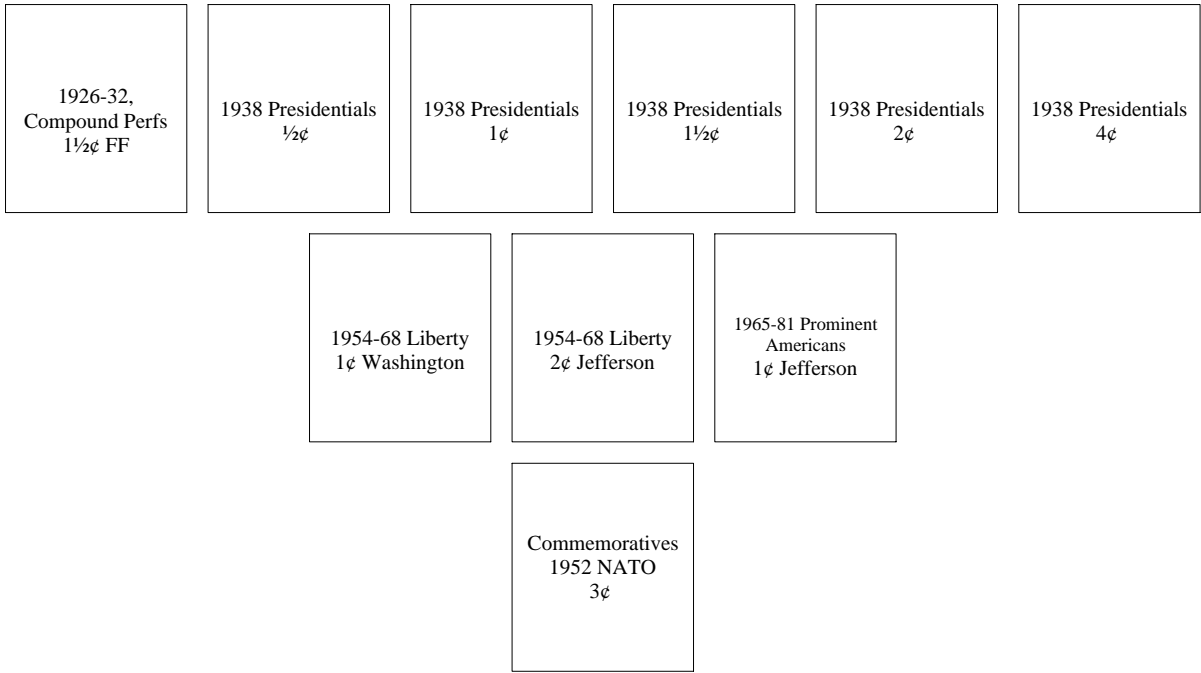 1926-32,
Compound Perfs
1½¢ FF
1938 Presidentials
½¢
1938 Presidentials
1¢
1938 Presidentials
1½¢
1938 Presidentials
2¢
1938 Presidentials
4¢
1954-68 Liberty
1¢ Washington
1954-68 Liberty
2¢ Jefferson
1965-81 Prominent
Americans
1¢ Jefferson
Commemoratives
1952 NATO
3¢